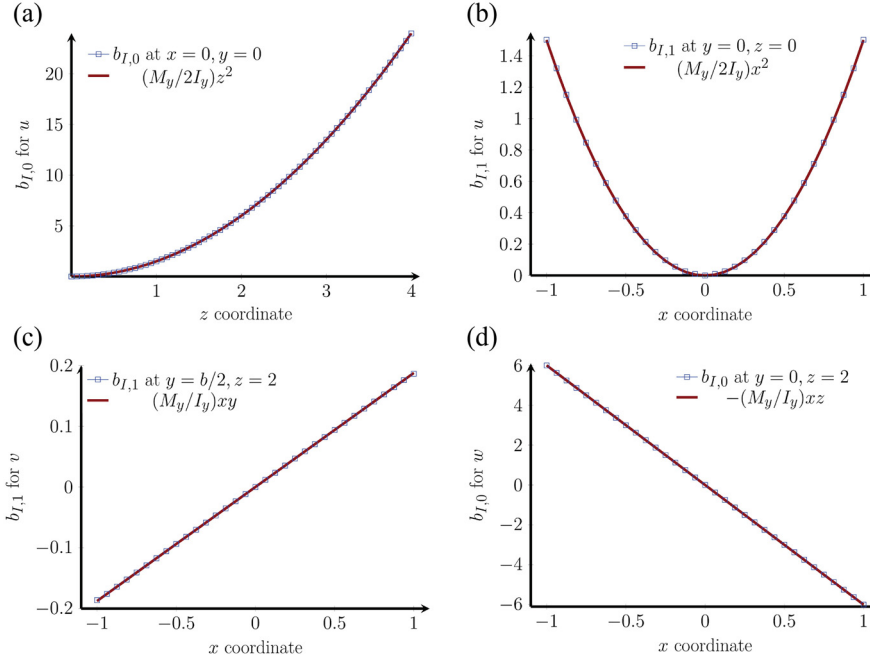 (a)
b_{I,0} for u
20
15
10
5
b_{I,0} at x = 0, y = 0
(M_y/2I_y)z^2
1 2 3 4
z coordinate
(b)
b_{I,1} for u
1.4
1.2
1
0.8
0.6
0.4
0.2
0
b_{I,1} at y = 0, z = 0
(M_y/2I_y)x^2
−1 −0.5 0 0.5 1
x coordinate
(c)
b_{I,1} for v
0.2
0.1
0
−0.1
−0.2
b_{I,1} at y = b/2, z = 2
(M_y/I_y)xy
−1 −0.5 0 0.5 1
x coordinate
(d)
b_{I,0} for w
6
4
2
0
−2
−4
−6
b_{I,0} at y = 0, z = 2
−(M_y/I_y)xz
−1 −0.5 0 0.5 1
x coordinate